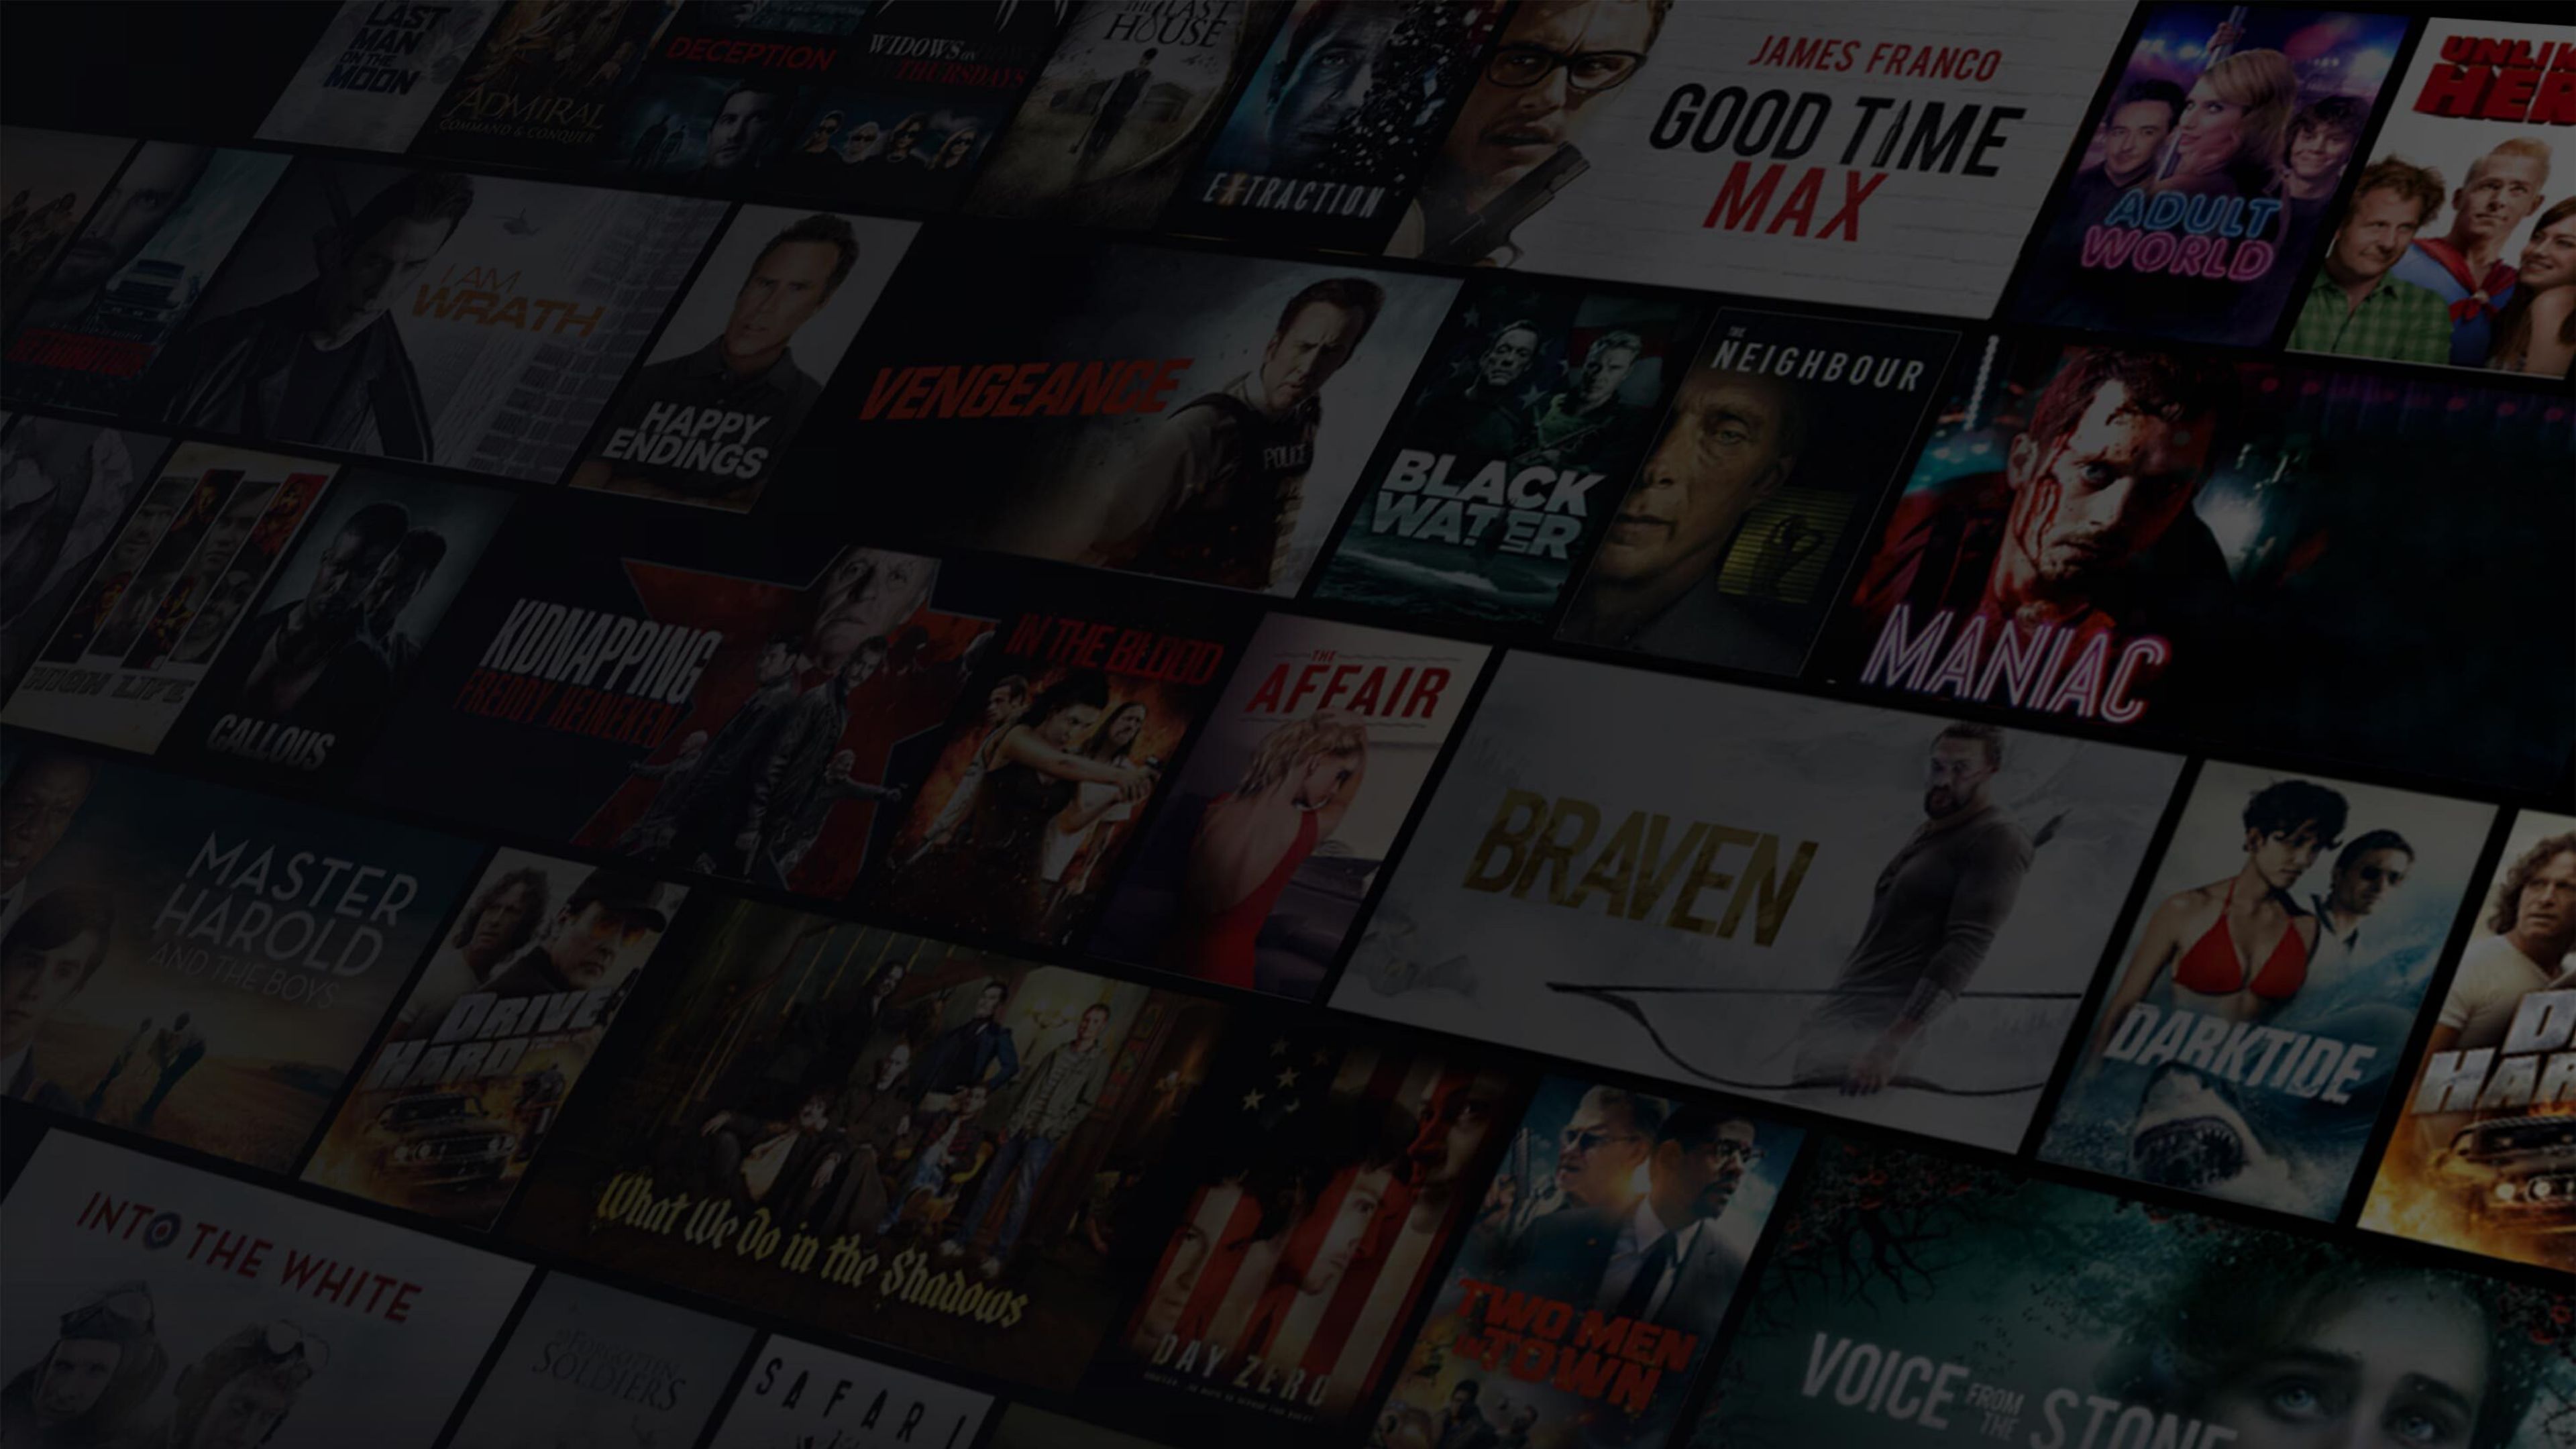 LAST
MAN
ON THE
MOON
ADMIRAL
COMMAND & CONQUER
DECEPTION
WIDOWS on
THURSDAYS
THE LAST
HOUSE
EXTRACTION
JAMES FRANCO
GOOD TIME
MAX
ADULT
WORLD
UNLI
HER
RETRIBUTION
I AM
WRATH
HAPPY
ENDINGS
VENGEANCE
POLICE
BLACK
WATER
THE
NEIGHBOUR
MANIAC
HIGH LIFE
CALLOUS
KIDNAPPING
FREDDY HEINEKEN
IN THE BLOOD
THE
AFFAIR
BRAVEN
DARKTIDE
D
HAR
MASTER
HAROLD
AND THE BOYS
DRIVE
HARD
What We Do in the Shadows
DAY ZERO
TWO MEN
IN TOWN
VOICE FROM THE STONE
INTO THE WHITE
FORGOTTEN
SOLDIERS
SAFARI